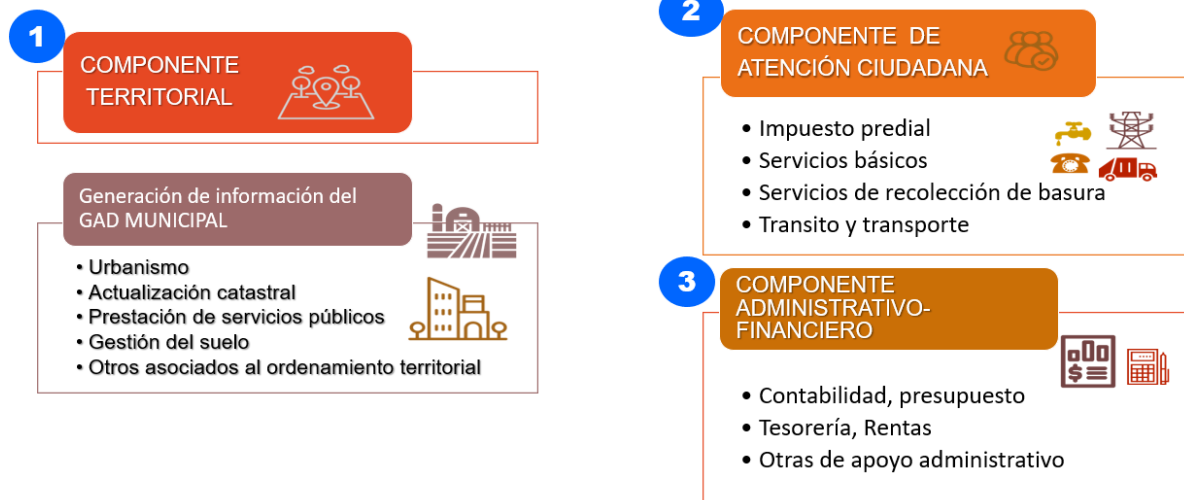 1
COMPONENTE
TERRITORIAL
Generación de información del
GAD MUNICIPAL
• Urbanismo
• Actualización catastral
• Prestación de servicios públicos
• Gestión del suelo
• Otros asociados al ordenamiento territorial
2
COMPONENTE DE
ATENCIÓN CIUDADANA
• Impuesto predial
• Servicios básicos
• Servicios de recolección de basura
• Transito y transporte
3
COMPONENTE
ADMINISTRATIVO-
FINANCIERO
• Contabilidad, presupuesto
• Tesorería, Rentas
• Otras de apoyo administrativo